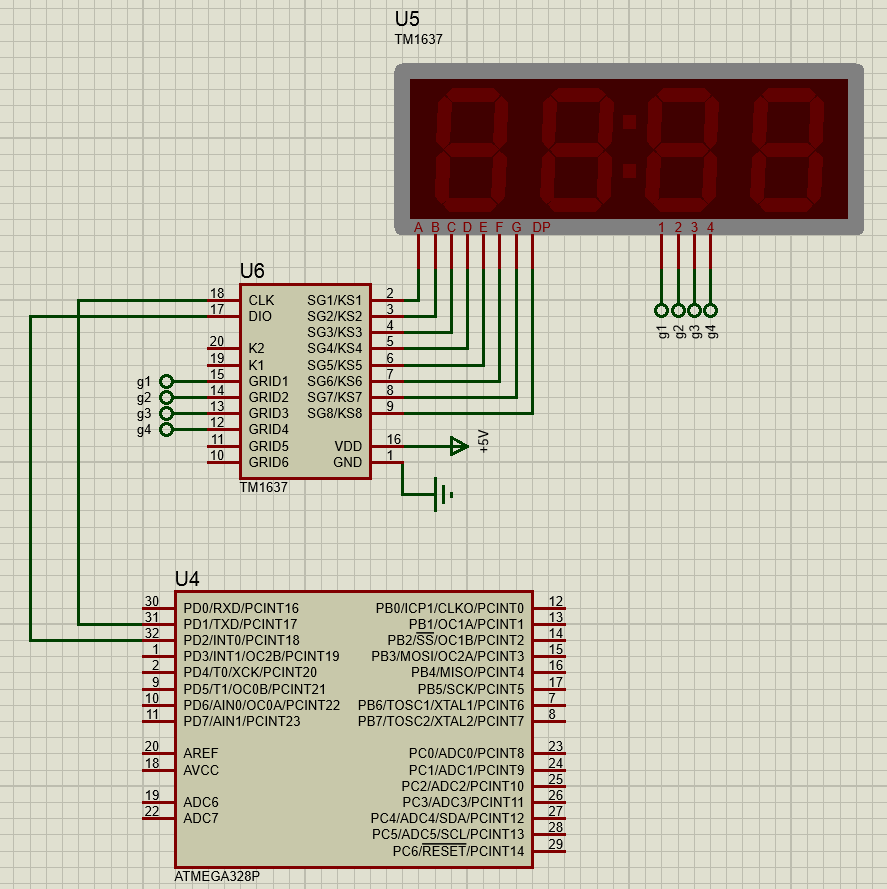 U5
TM1637
A B C D E F G DP 1 2 3 4
g1 g2 g3 g4
U6
18 CLK SG1/KS1 2
17 DIO SG2/KS2 3
SG3/KS3 4
20 K2 SG4/KS4 5
19 K1 SG5/KS5 6
g1 15 GRID1 SG6/KS6 7
g2 14 GRID2 SG7/KS7 8
g3 13 GRID3 SG8/KS8 9
g4 12 GRID4
11 GRID5 VDD 16 +5V
10 GRID6 GND 1
TM1637
U4
30 PD0/RXD/PCINT16 PB0/ICP1/CLKO/PCINT0 12
31 PD1/TXD/PCINT17 PB1/OC1A/PCINT1 13
32 PD2/INT0/PCINT18 PB2/SS/OC1B/PCINT2 14
1 PD3/INT1/OC2B/PCINT19 PB3/MOSI/OC2A/PCINT3 15
2 PD4/T0/XCK/PCINT20 PB4/MISO/PCINT4 16
9 PD5/T1/OC0B/PCINT21 PB5/SCK/PCINT5 17
10 PD6/AIN0/OC0A/PCINT22 PB6/TOSC1/XTAL1/PCINT6 7
11 PD7/AIN1/PCINT23 PB7/TOSC2/XTAL2/PCINT7 8
20 AREF PC0/ADC0/PCINT8 23
18 AVCC PC1/ADC1/PCINT9 24
PC2/ADC2/PCINT10 25
19 ADC6 PC3/ADC3/PCINT11 26
22 ADC7 PC4/ADC4/SDA/PCINT12 27
PC5/ADC5/SCL/PCINT13 28
PC6/RESET/PCINT14 29
ATMEGA328P